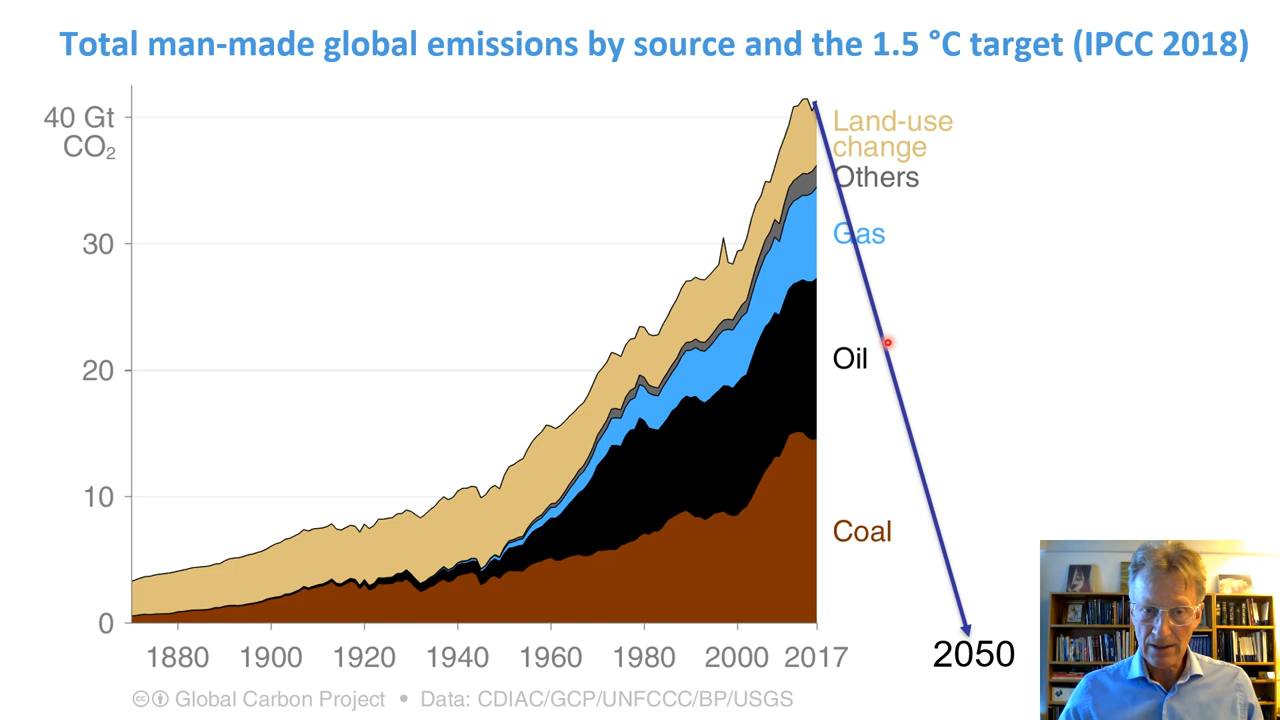 Total man-made global emissions by source and the 1.5 °C target (IPCC 2018)
40 Gt
CO₂
30
20
10
0
Land-use
change
Others
Gas
Oil
Coal
1880 1900 1920 1940 1960 1980 2000 2017
2050
Global Carbon Project • Data: CDIAC/GCP/UNFCCC/BP/USGS